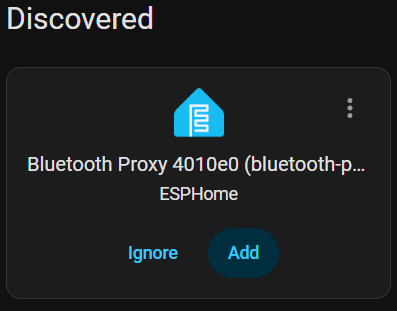 Discovered
Bluetooth Proxy 4010e0 (bluetooth-p...
ESPHome
Ignore
Add